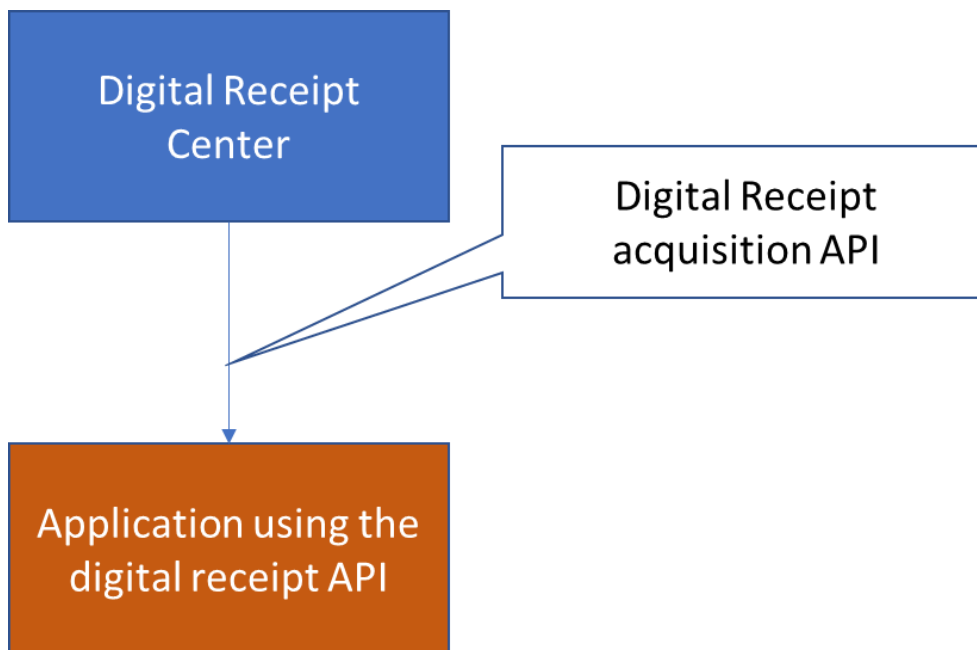 Digital Receipt
Center
Digital Receipt
acquisition API
Application using the
digital receipt API